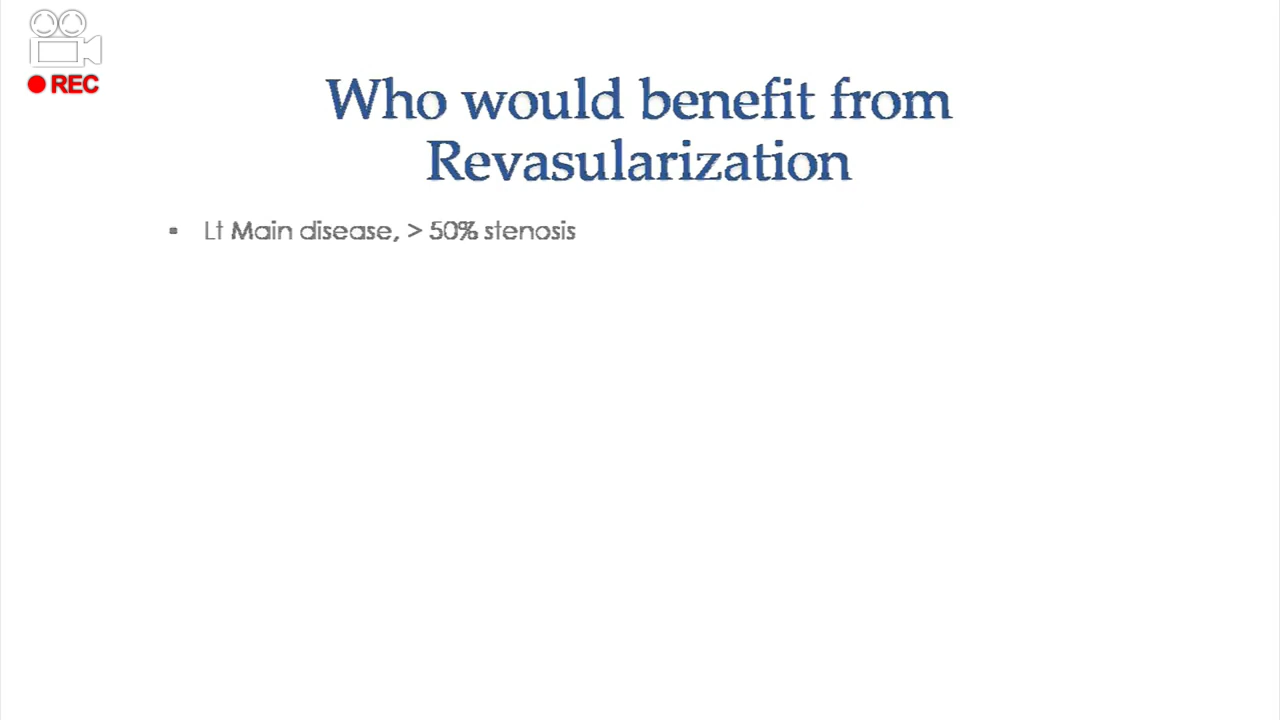 REC
Who would benefit from
Revasularization
▪ Lt Main disease, > 50% stenosis